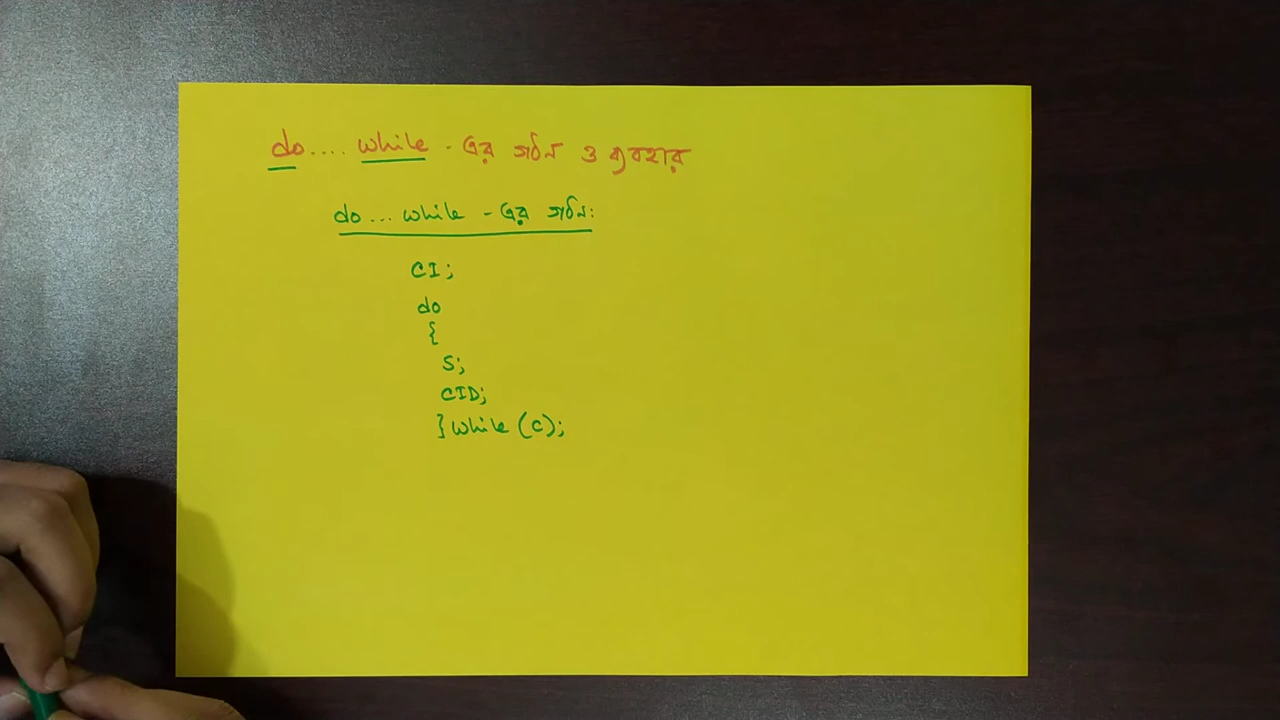 do.... while - এর গঠন ও ব্যবহার
do... while - এর গঠন:
CI;
do
{
S;
CID;
} while (c);